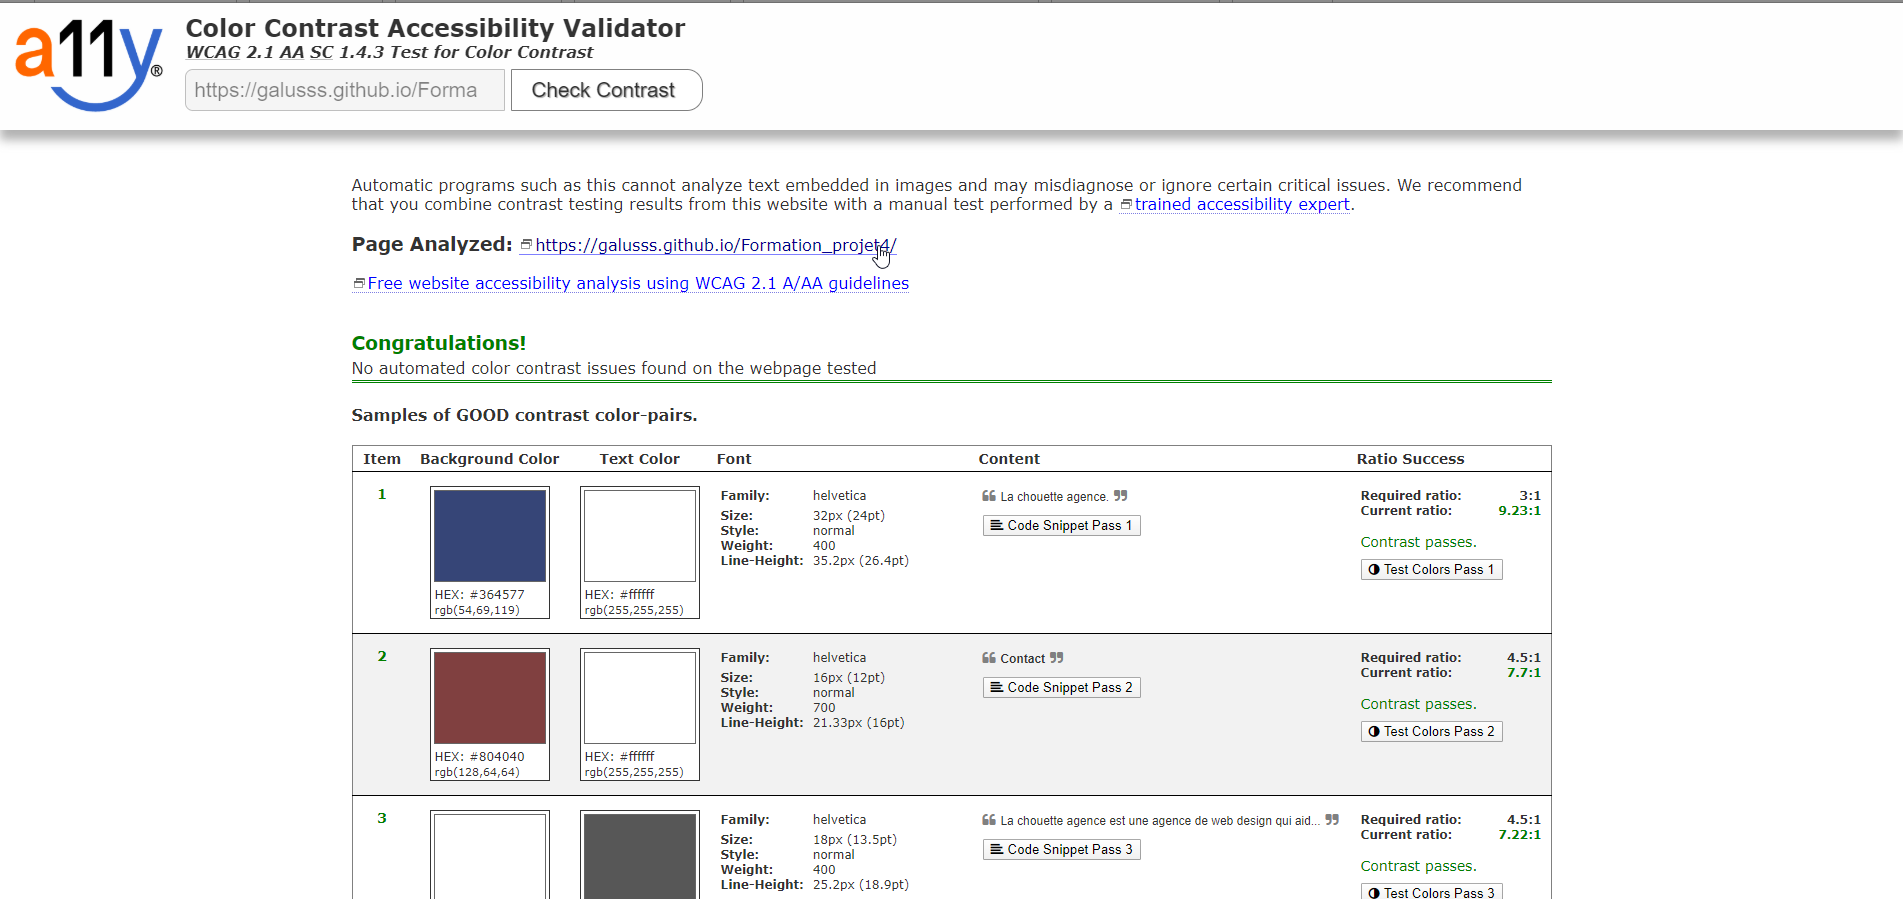 a11y®
Color Contrast Accessibility Validator
WCAG 2.1 AA SC 1.4.3 Test for Color Contrast
https://galusss.github.io/Forma
Check Contrast
Automatic programs such as this cannot analyze text embedded in images and may misdiagnose or ignore certain critical issues. We recommend
that you combine contrast testing results from this website with a manual test performed by a trained accessibility expert.
Page Analyzed: https://galusss.github.io/Formation_projet4/
Free website accessibility analysis using WCAG 2.1 A/AA guidelines
Congratulations!
No automated color contrast issues found on the webpage tested
Samples of GOOD contrast color-pairs.
Item Background Color Text Color Font Content Ratio Success
1
HEX: #364577
rgb(54,69,119)
HEX: #ffffff
rgb(255,255,255)
Family: helvetica
Size: 32px (24pt)
Style: normal
Weight: 400
Line-Height: 35.2px (26.4pt)
❝ La chouette agence. ❞
Code Snippet Pass 1
Required ratio: 3:1
Current ratio: 9.23:1
Contrast passes.
Test Colors Pass 1
2
HEX: #804040
rgb(128,64,64)
HEX: #ffffff
rgb(255,255,255)
Family: helvetica
Size: 16px (12pt)
Style: normal
Weight: 700
Line-Height: 21.33px (16pt)
❝ Contact ❞
Code Snippet Pass 2
Required ratio: 4.5:1
Current ratio: 7.7:1
Contrast passes.
Test Colors Pass 2
3
Family: helvetica
Size: 18px (13.5pt)
Style: normal
Weight: 400
Line-Height: 25.2px (18.9pt)
❝ La chouette agence est une agence de web design qui aid... ❞
Code Snippet Pass 3
Required ratio: 4.5:1
Current ratio: 7.22:1
Contrast passes.
Test Colors Pass 3